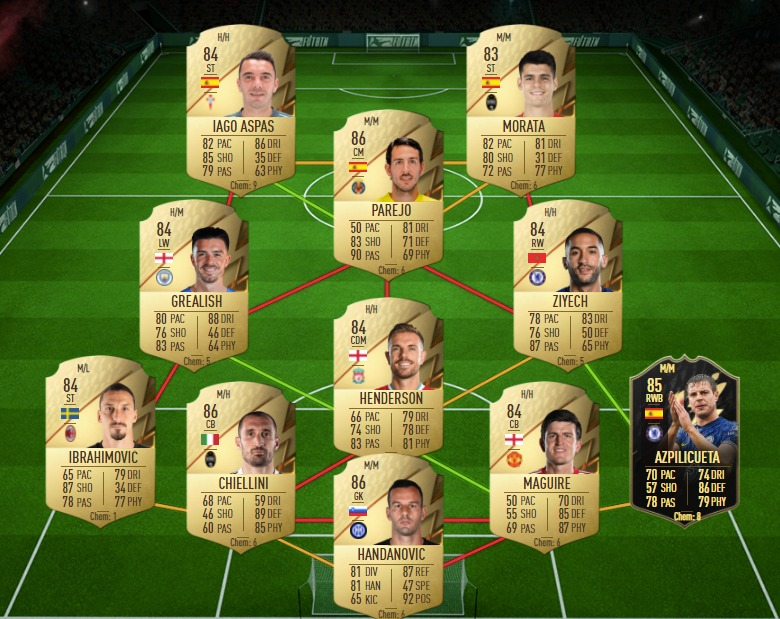 H/H
84
ST
IAGO ASPAS
82 PAC 86 DRI
85 SHO 35 DEF
79 PAS 63 PHY
Chem: 9
M/M
83
ST
MORATA
82 PAC 81 DRI
80 SHO 31 DEF
72 PAS 77 PHY
Chem: 6
M/M
86
CM
PAREJO
50 PAC 81 DRI
83 SHO 71 DEF
90 PAS 69 PHY
Chem: 6
H/M
84
LW
GREALISH
80 PAC 88 DRI
76 SHO 46 DEF
83 PAS 64 PHY
Chem: 5
H/H
84
RW
ZIYECH
78 PAC 83 DRI
76 SHO 50 DEF
87 PAS 65 PHY
Chem: 5
H/H
84
CDM
HENDERSON
66 PAC 79 DRI
74 SHO 78 DEF
83 PAS 81 PHY
M/L
84
ST
IBRAHIMOVIC
65 PAC 79 DRI
87 SHO 34 DEF
78 PAS 77 PHY
Chem: 1
M/H
86
CB
CHIELLINI
68 PAC 59 DRI
46 SHO 89 DEF
60 PAS 85 PHY
Chem: 6
M/H
84
CB
MAGUIRE
50 PAC 70 DRI
55 SHO 85 DEF
69 PAS 87 PHY
Chem: 6
M/M
85
RWB
AZPILICUETA
70 PAC 74 DRI
57 SHO 86 DEF
78 PAS 79 PHY
Chem: 8
M/M
86
GK
HANDANOVIC
81 DIV 87 REF
81 HAN 47 SPE
65 KIC 92 POS
Chem: 6